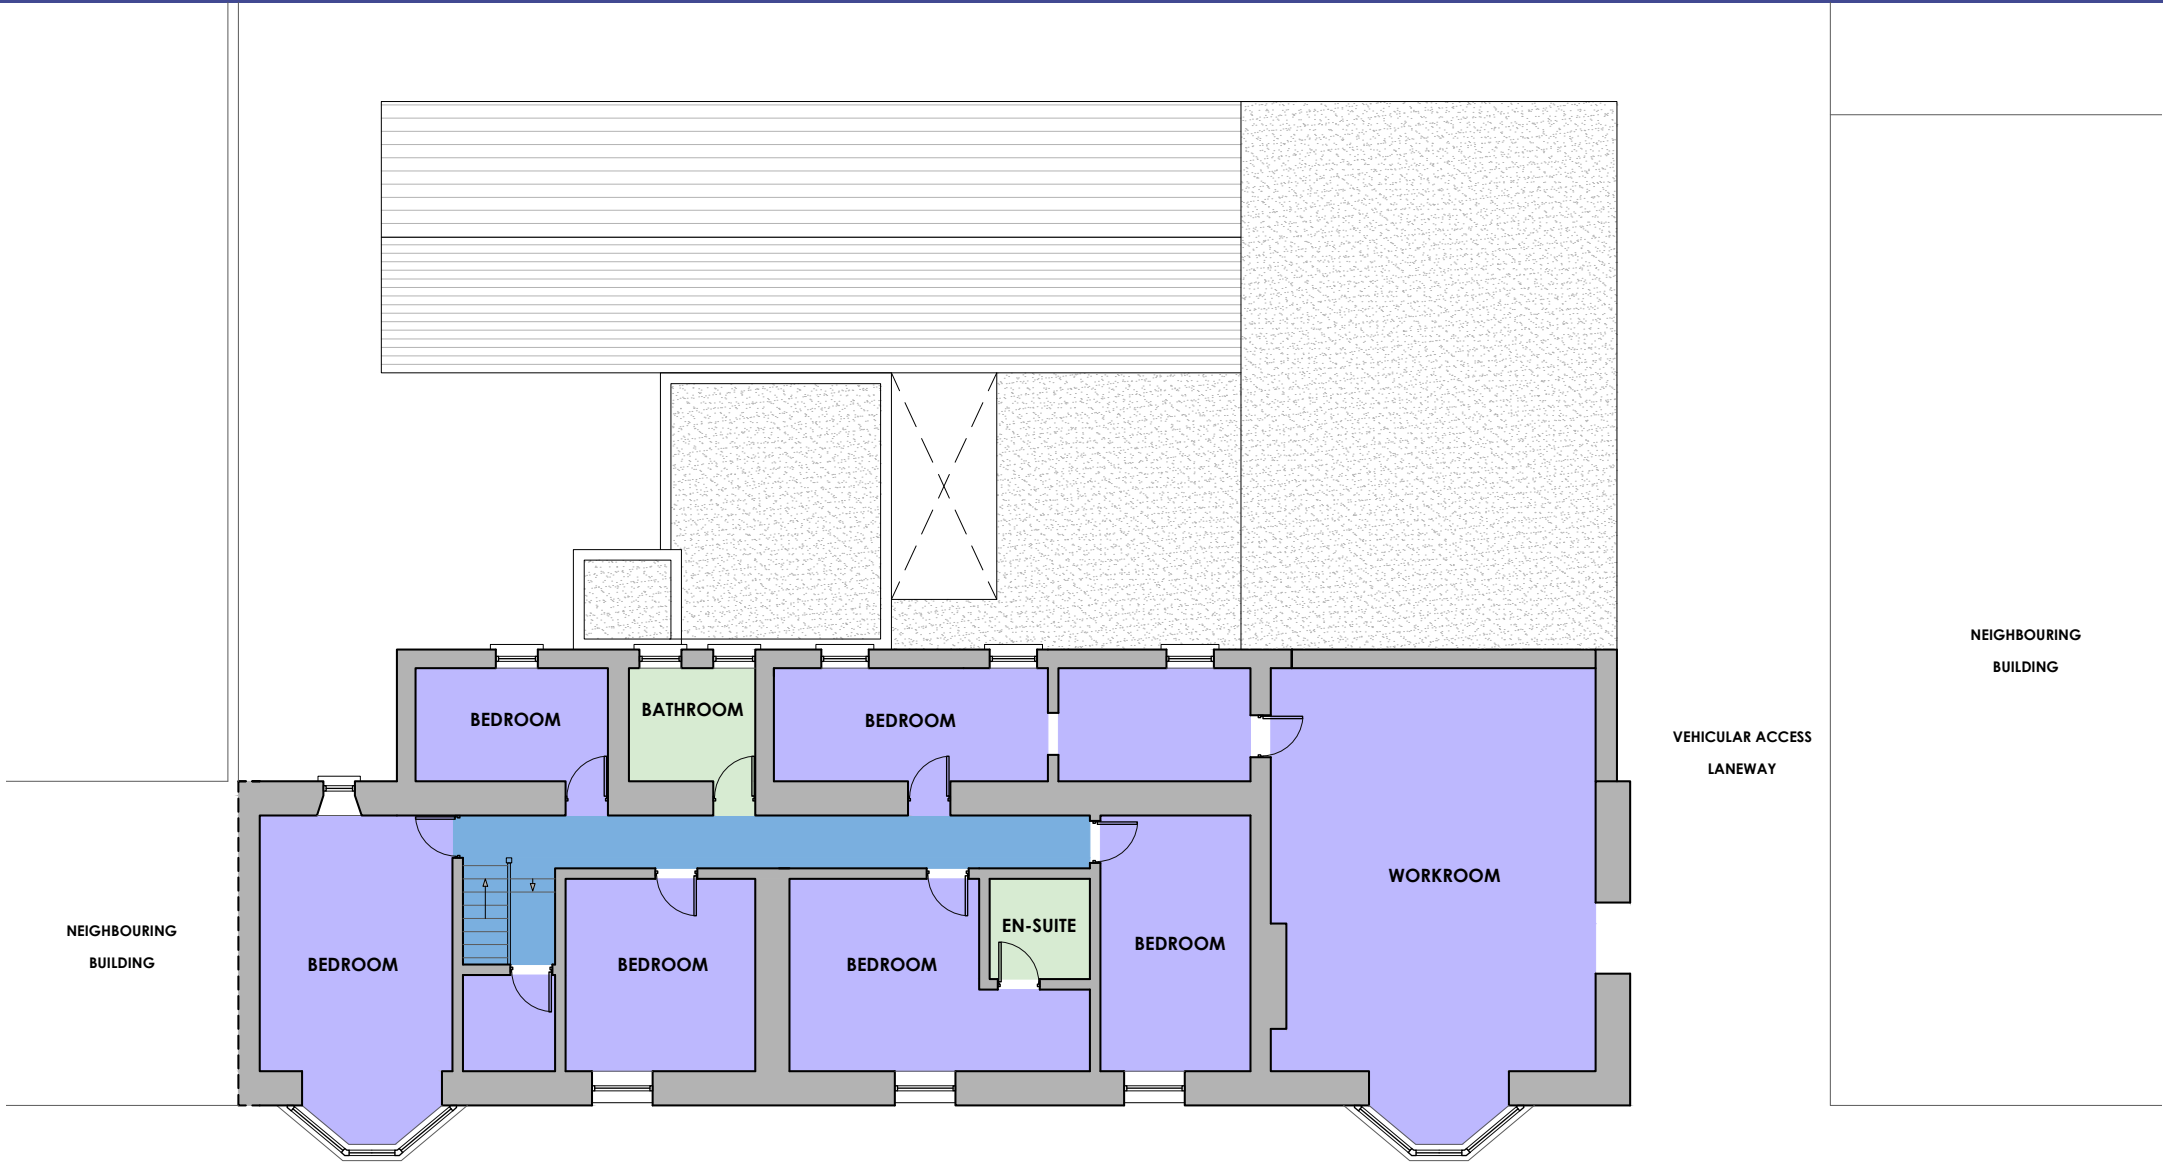 NEIGHBOURING
BUILDING
BATHROOM
BEDROOM
BEDROOM
VEHICULAR ACCESS
LANEWAY
WORKROOM
NEIGHBOURING
BUILDING
EN-SUITE
BEDROOM
BEDROOM
BEDROOM
BEDROOM